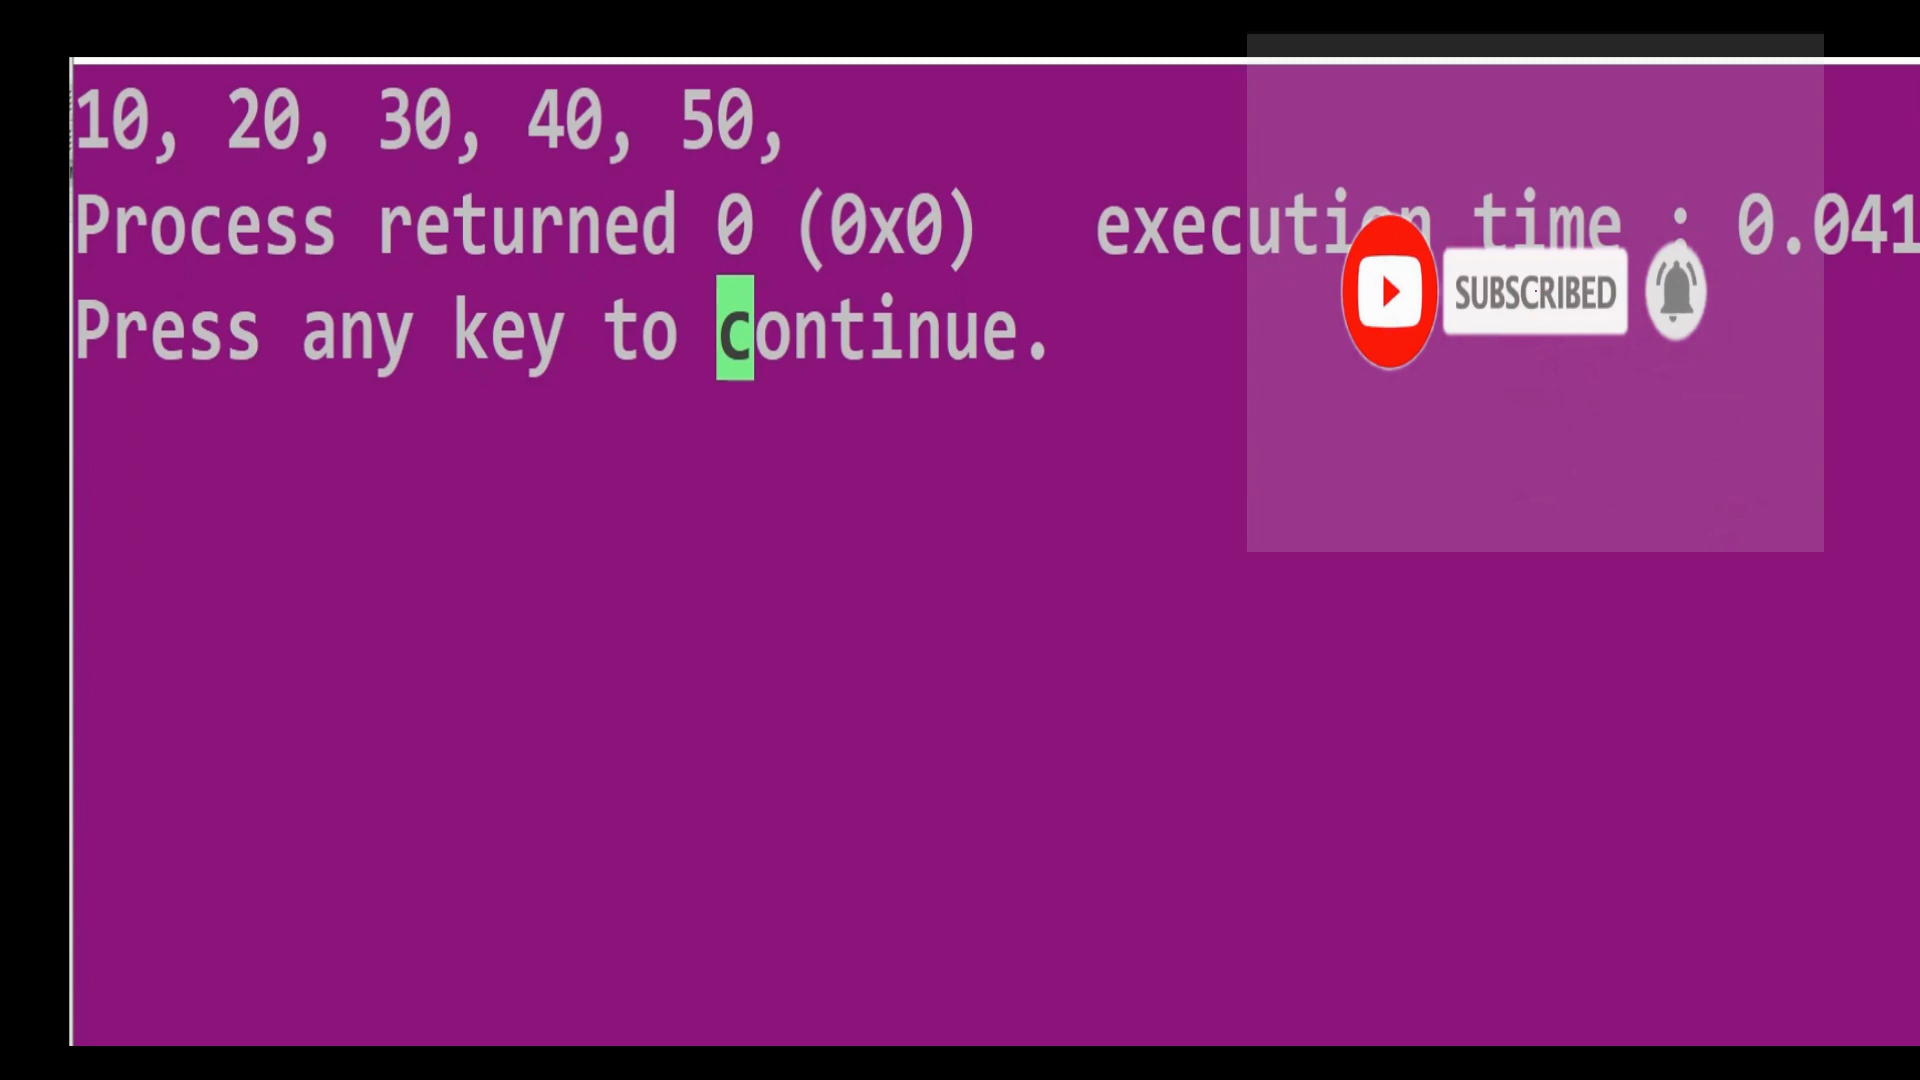 10, 20, 30, 40, 50,
Process returned 0 (0x0)   execution time : 0.041
Press any key to continue.
SUBSCRIBED